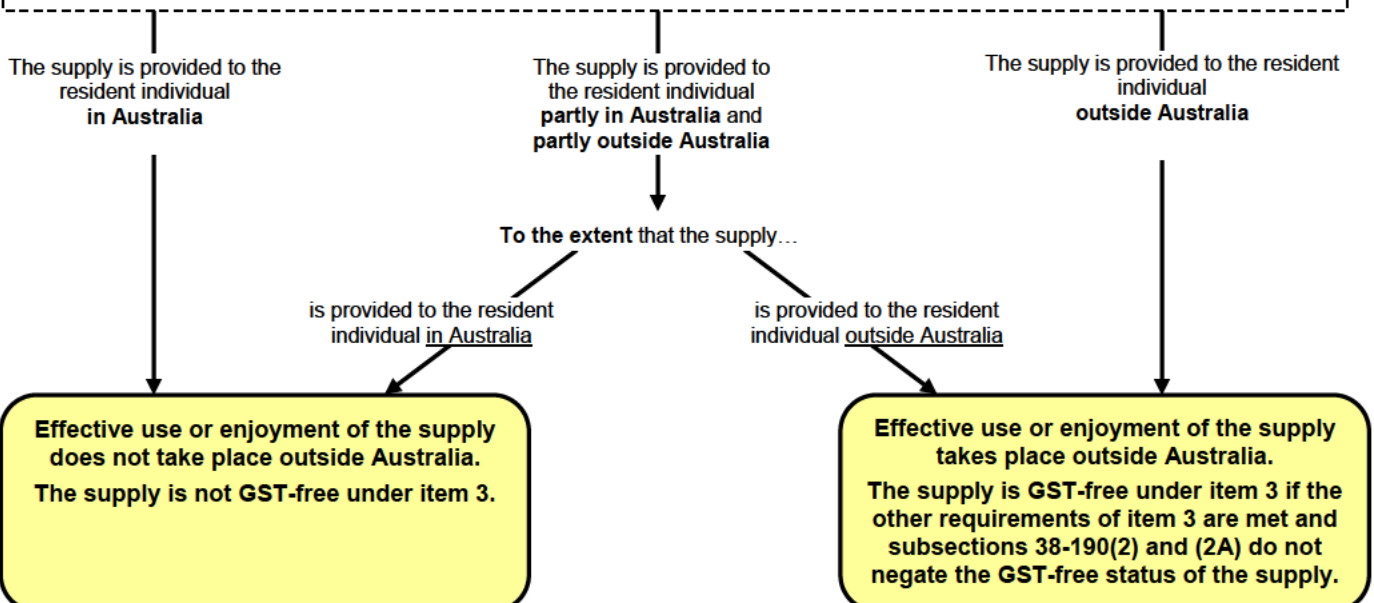 The supply is provided to the
resident individual
in Australia
The supply is provided to
the resident individual
partly in Australia and
partly outside Australia
The supply is provided to the resident
individual
outside Australia
To the extent that the supply…
is provided to the resident
individual in Australia
is provided to the resident
individual outside Australia
Effective use or enjoyment of the supply
does not take place outside Australia.
The supply is not GST-free under item 3.
Effective use or enjoyment of the supply
takes place outside Australia.
The supply is GST-free under item 3 if the
other requirements of item 3 are met and
subsections 38-190(2) and (2A) do not
negate the GST-free status of the supply.